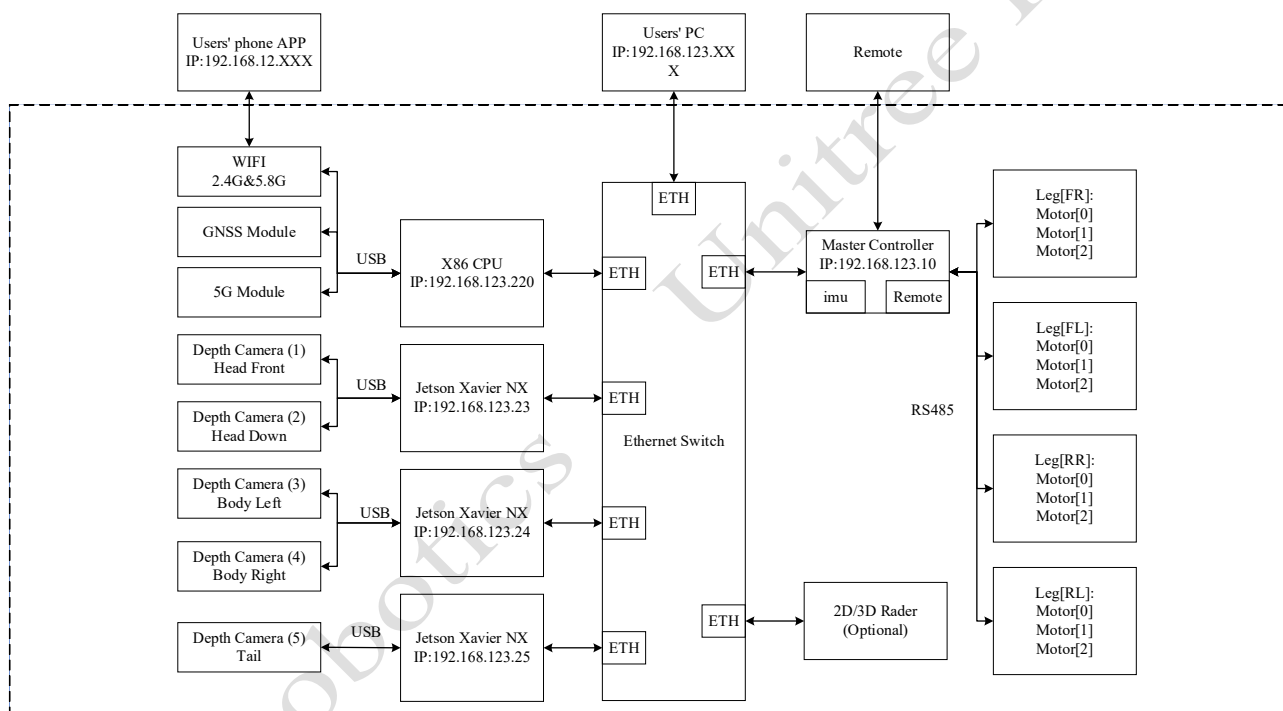 Users' phone APP
IP:192.168.12.XXX
Users' PC
IP:192.168.123.XX
X
Remote
WIFI
2.4G&5.8G
GNSS Module
5G Module
USB
X86 CPU
IP:192.168.123.220
ETH
ETH
ETH
Master Controller
IP:192.168.123.10
imu
Remote
Leg[FR]:
Motor[0]
Motor[1]
Motor[2]
Leg[FL]:
Motor[0]
Motor[1]
Motor[2]
RS485
Leg[RR]:
Motor[0]
Motor[1]
Motor[2]
Leg[RL]:
Motor[0]
Motor[1]
Motor[2]
Depth Camera (1)
Head Front
Depth Camera (2)
Head Down
USB
Jetson Xavier NX
IP:192.168.123.23
ETH
Ethernet Switch
Depth Camera (3)
Body Left
Depth Camera (4)
Body Right
USB
Jetson Xavier NX
IP:192.168.123.24
ETH
Depth Camera (5)
Tail
USB
Jetson Xavier NX
IP:192.168.123.25
ETH
ETH
2D/3D Rader
(Optional)
Unitree
obotics